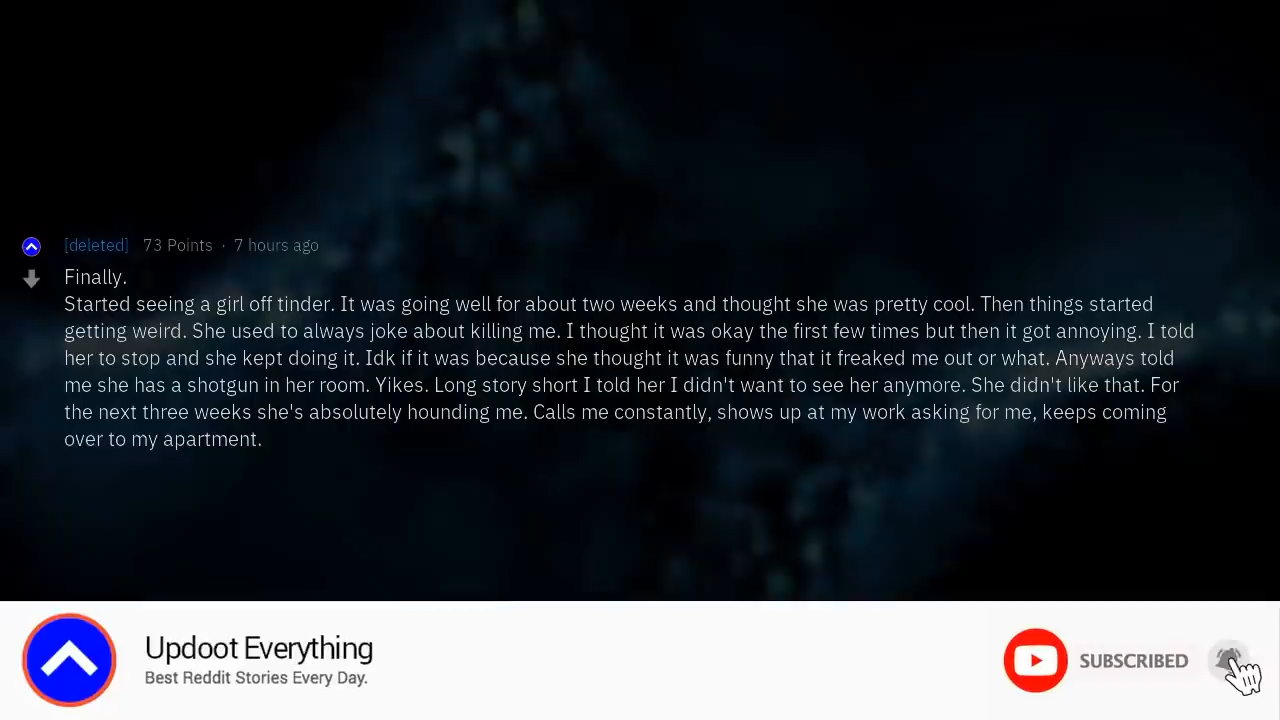 [deleted] 73 Points · 7 hours ago
Finally.
Started seeing a girl off tinder. It was going well for about two weeks and thought she was pretty cool. Then things started
getting weird. She used to always joke about killing me. I thought it was okay the first few times but then it got annoying. I told
her to stop and she kept doing it. Idk if it was because she thought it was funny that it freaked me out or what. Anyways told
me she has a shotgun in her room. Yikes. Long story short I told her I didn't want to see her anymore. She didn't like that. For
the next three weeks she's absolutely hounding me. Calls me constantly, shows up at my work asking for me, keeps coming
over to my apartment.
Updoot Everything
Best Reddit Stories Every Day.
SUBSCRIBED